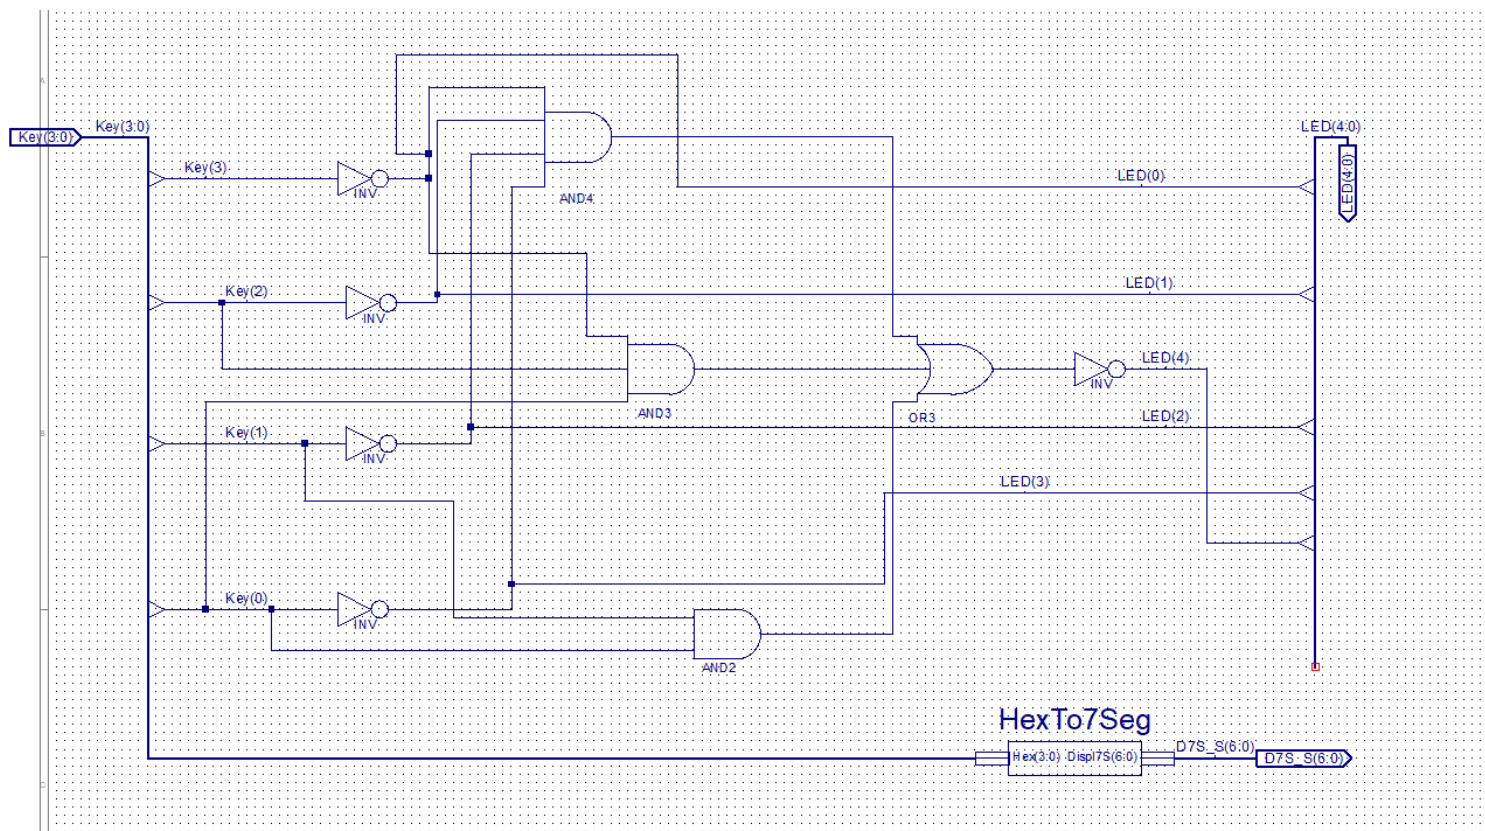 A
Key(3:0)
Key(3:0)
LED(4:0)
LED(4:0)
Key(3)
INV
AND4
LED(0)
Key(2)
INV
LED(1)
LED(4)
INV
AND3
OR3
LED(2)
B
Key(1)
INV
LED(3)
Key(0)
INV
AND2
HexTo7Seg
Hex(3:0) Displ7S(6:0)
D7S_S(6:0)
D7S_S(6:0)
C